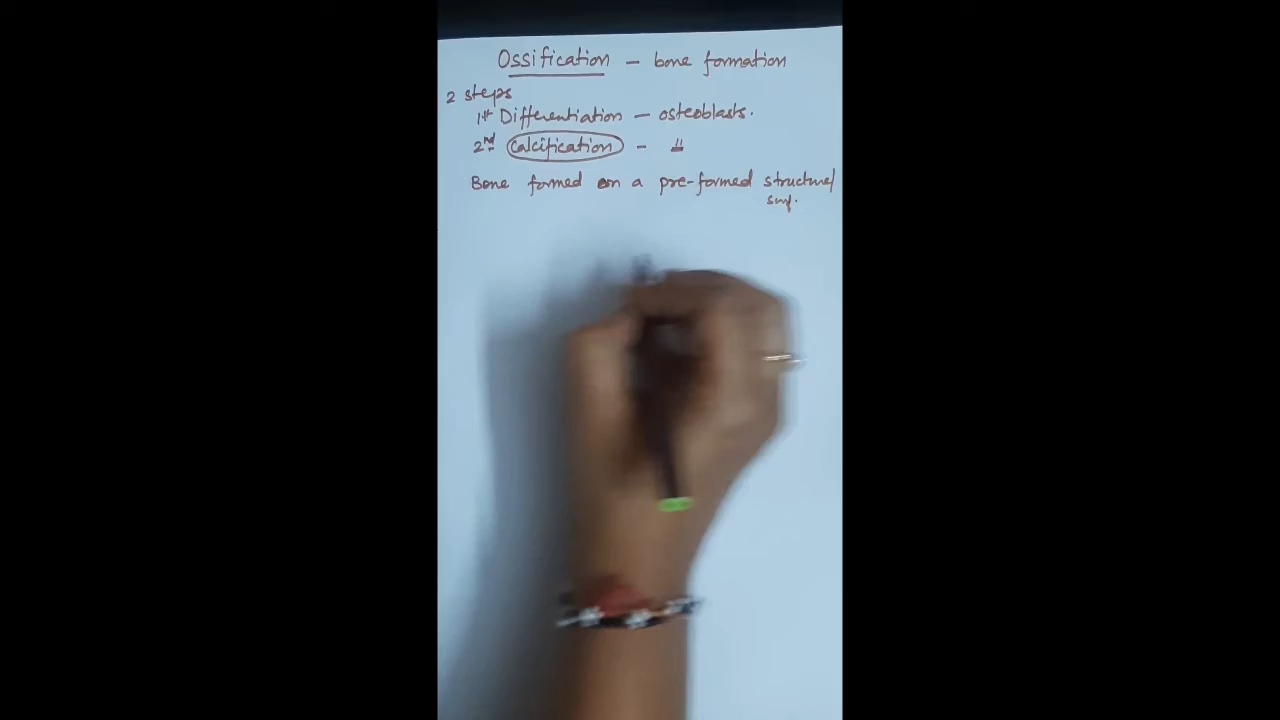 Ossification - bone formation
2 steps
1st Differentiation - osteoblasts.
2nd Calcification - "
Bone formed on a pre-formed structure/
surf.